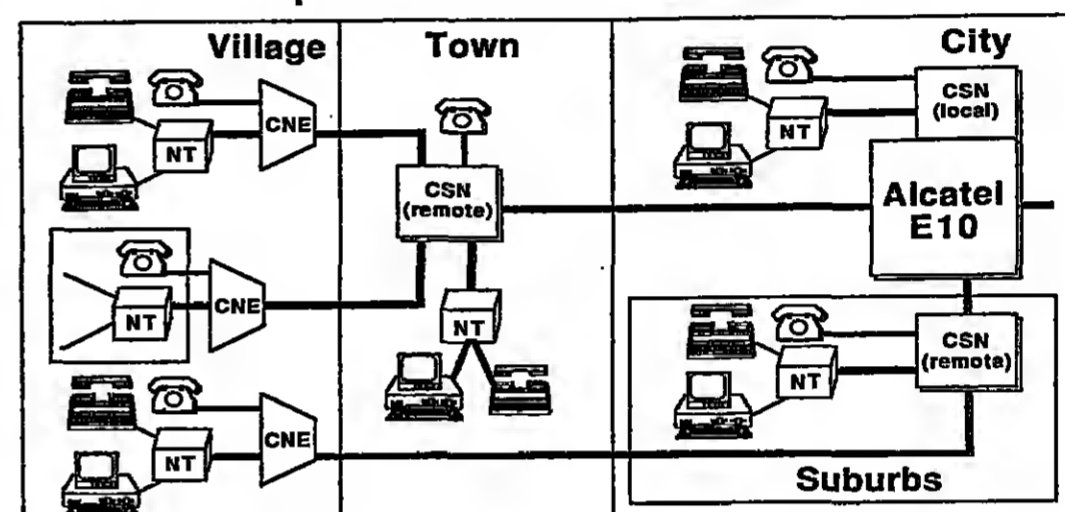 Village
Town
City
CNE
NT
CSN
(remote)
CSN
(local)
NT
Alcatel
E10
NT
CNE
NT
NT
CSN
(remota)
CNE
NT
Suburbs